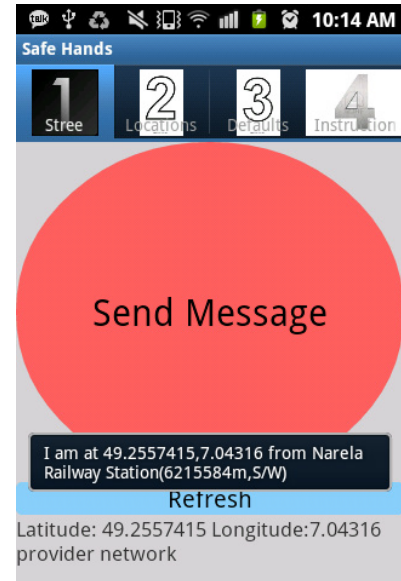 talk 10:14 AM
Safe Hands
1 2 3 4
Stree Locations Defaults Instruction
Send Message
I am at 49.2557415,7.04316 from Narela
Railway Station(6215584m,S/W)
Refresh
Latitude: 49.2557415 Longitude:7.04316
provider network